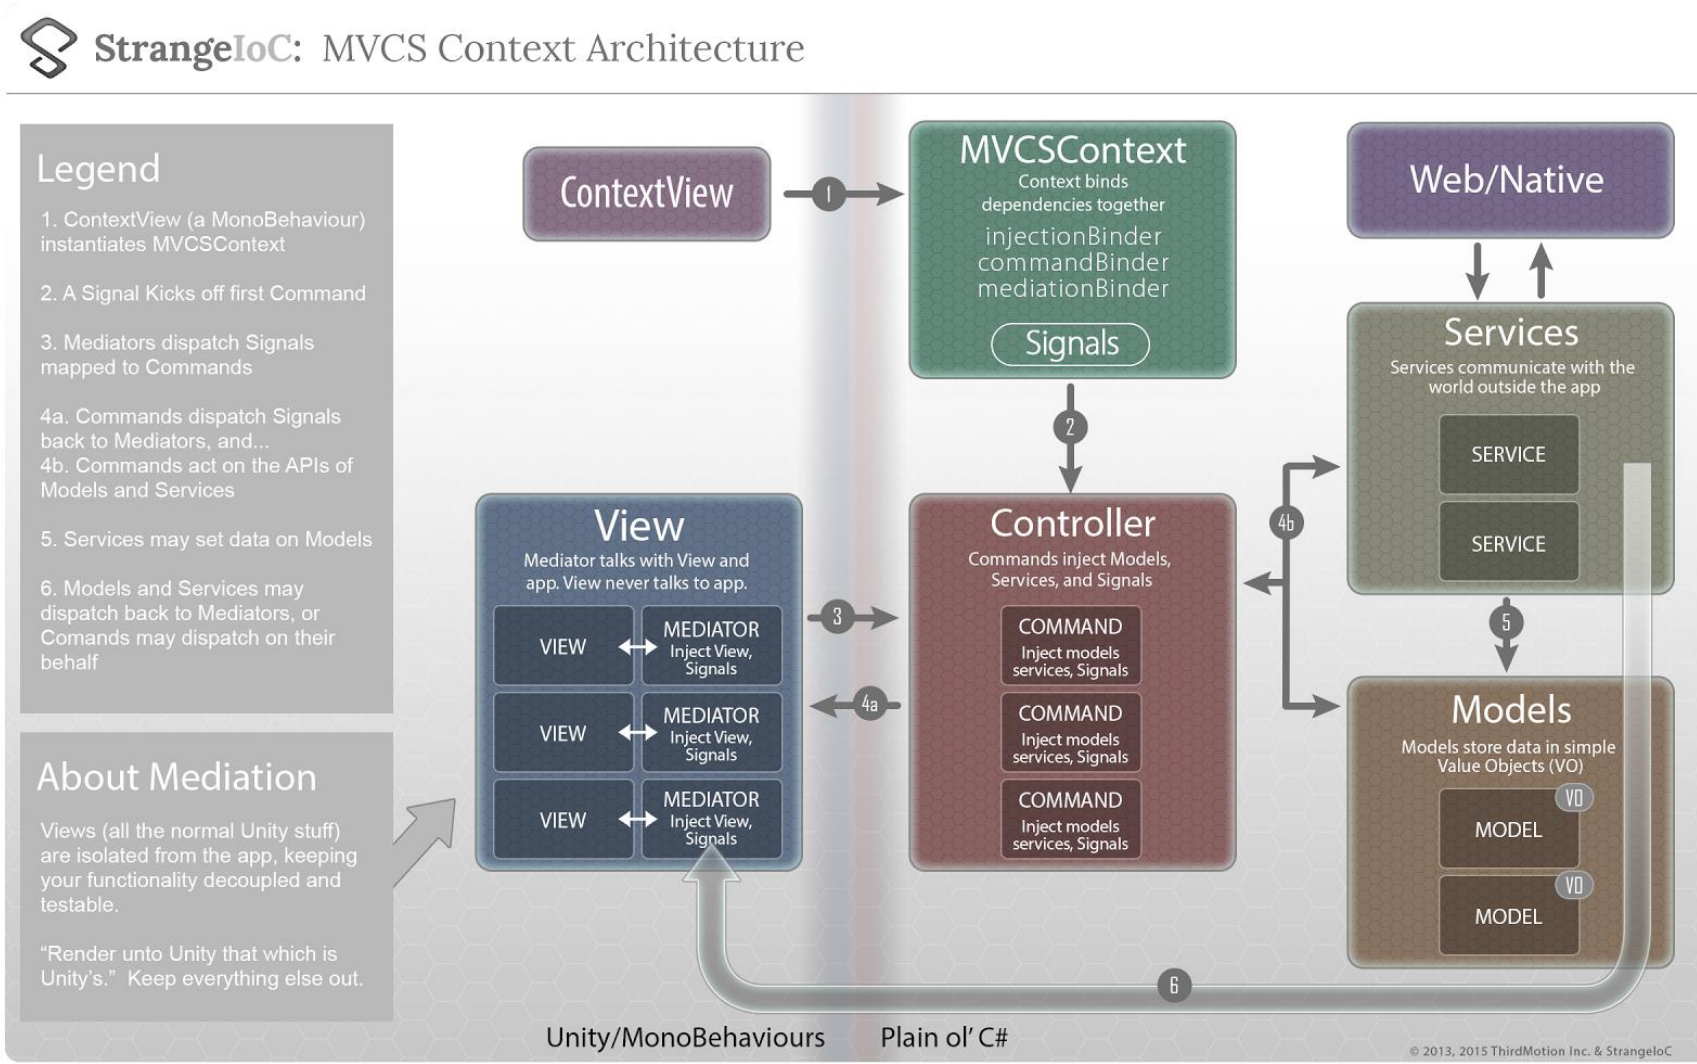 StrangeIoC: MVCS Context Architecture
Legend
1. ContextView (a MonoBehaviour)
instantiates MVCSContext
2. A Signal Kicks off first Command
3. Mediators dispatch Signals
mapped to Commands
4a. Commands dispatch Signals
back to Mediators, and...
4b. Commands act on the APIs of
Models and Services
5. Services may set data on Models
6. Models and Services may
dispatch back to Mediators, or
Comands may dispatch on their
behalf
About Mediation
Views (all the normal Unity stuff)
are isolated from the app, keeping
your functionality decoupled and
testable.
“Render unto Unity that which is
Unity's.” Keep everything else out.
ContextView
1
MVCSContext
Context binds
dependencies together
injectionBinder
commandBinder
mediationBinder
Signals
2
Web/Native
Services
Services communicate with the
world outside the app
SERVICE
SERVICE
View
Mediator talks with View and
app. View never talks to app.
VIEW
MEDIATOR
Inject View,
Signals
VIEW
MEDIATOR
Inject View,
Signals
VIEW
MEDIATOR
Inject View,
Signals
3
4a
Controller
Commands inject Models,
Services, and Signals
COMMAND
Inject models
services, Signals
COMMAND
Inject models
services, Signals
COMMAND
Inject models
services, Signals
4b
5
Models
Models store data in simple
Value Objects (VO)
VO
MODEL
VO
MODEL
6
Unity/MonoBehaviours
Plain ol' C#
© 2013, 2015 ThirdMotion Inc. & StrangeIoC